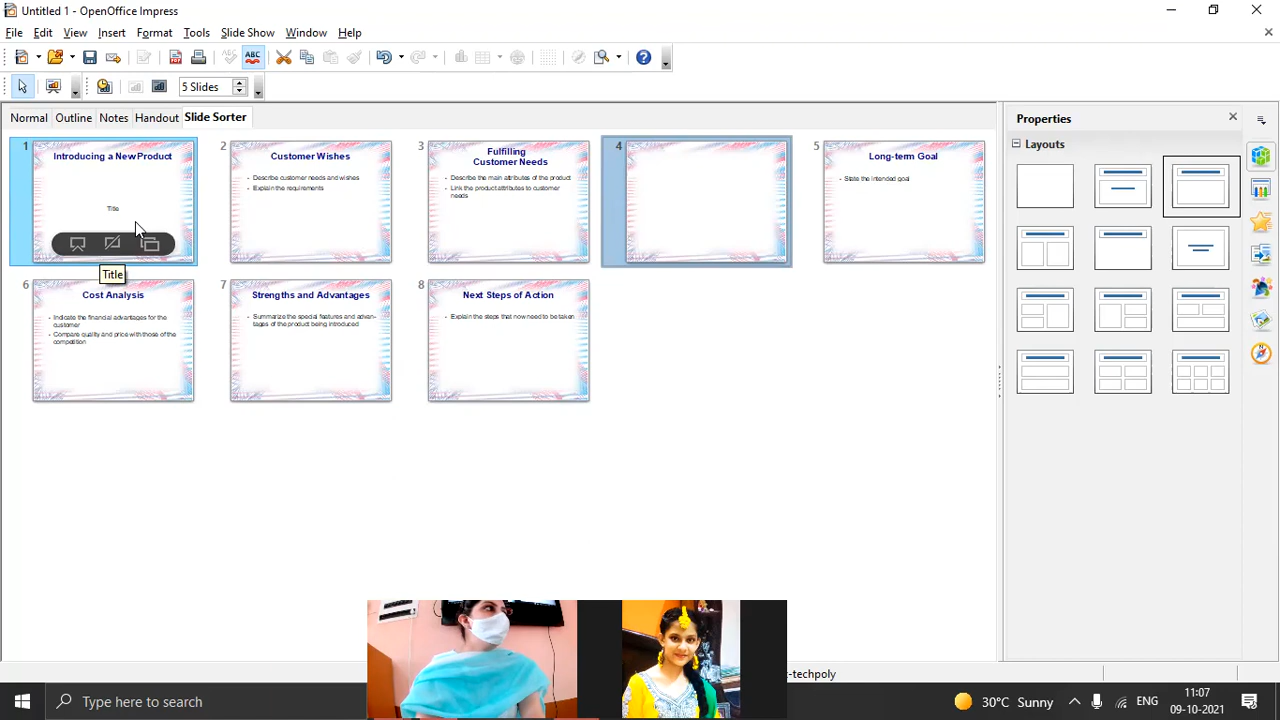 Untitled 1 - OpenOffice Impress
File Edit View Insert Format Tools Slide Show Window Help
ABC ABC
5 Slides
Normal Outline Notes Handout Slide Sorter
Properties
Layouts
1
Introducing a New Product
Title
Title
2
Customer Wishes
Describe customer needs and wishes
Explain the requirements
3
Fulfilling
Customer Needs
Describe the main attributes of the product
Link the product attributes to customer
needs
4
5
Long-term Goal
State the intended goal
6
Cost Analysis
Indicate the financial advantages for the
customer
Compare quality and price with those of the
competition
7
Strengths and Advantages
Summarize the special features and advan-
tages of the product being introduced
8
Next Steps of Action
Explain the steps that now need to be taken
t-techpoly
Type here to search
30°C Sunny
ENG
11:07
09-10-2021